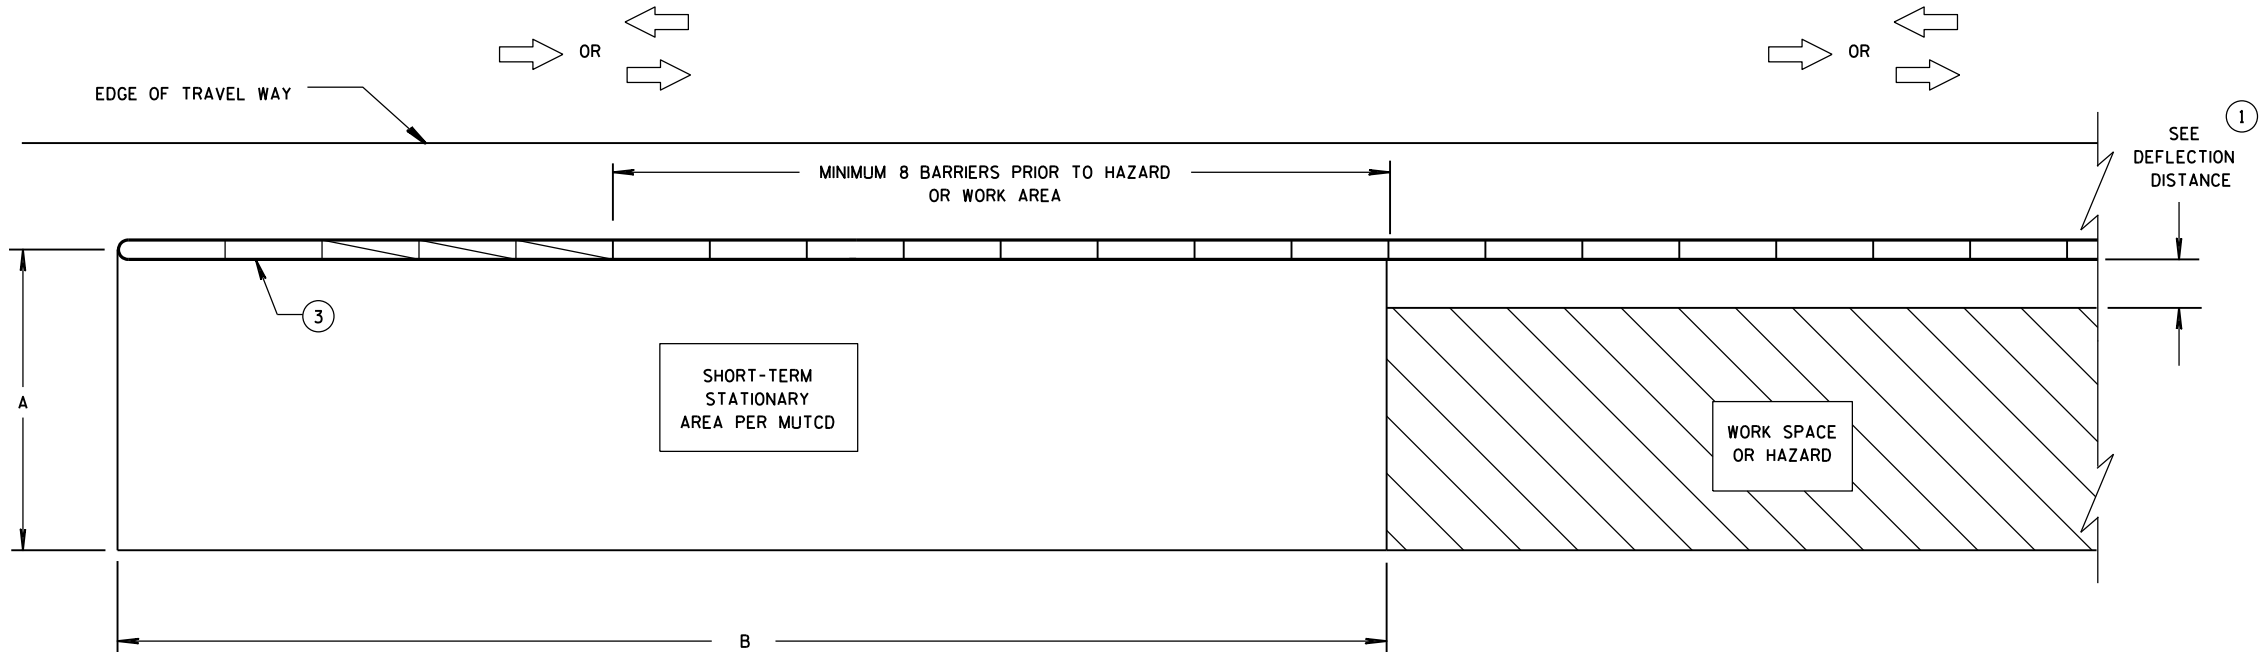 OR
OR
EDGE OF TRAVEL WAY
1
SEE
DEFLECTION
DISTANCE
MINIMUM 8 BARRIERS PRIOR TO HAZARD
OR WORK AREA
3
SHORT-TERM
STATIONARY
AREA PER MUTCD
A
WORK SPACE
OR HAZARD
B